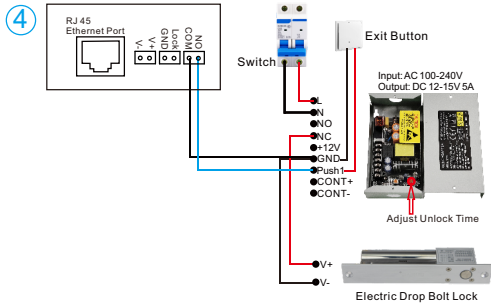 4
RJ 45
Ethernet Port
V-
V+
GND
Lock
COM
NO
Switch
Exit Button
Input: AC 100-240V
Output: DC 12-15V 5A
L
N
NO
NC
+12V
GND
Push1
CONT+
CONT-
Adjust Unlock Time
V+
V-
Electric Drop Bolt Lock